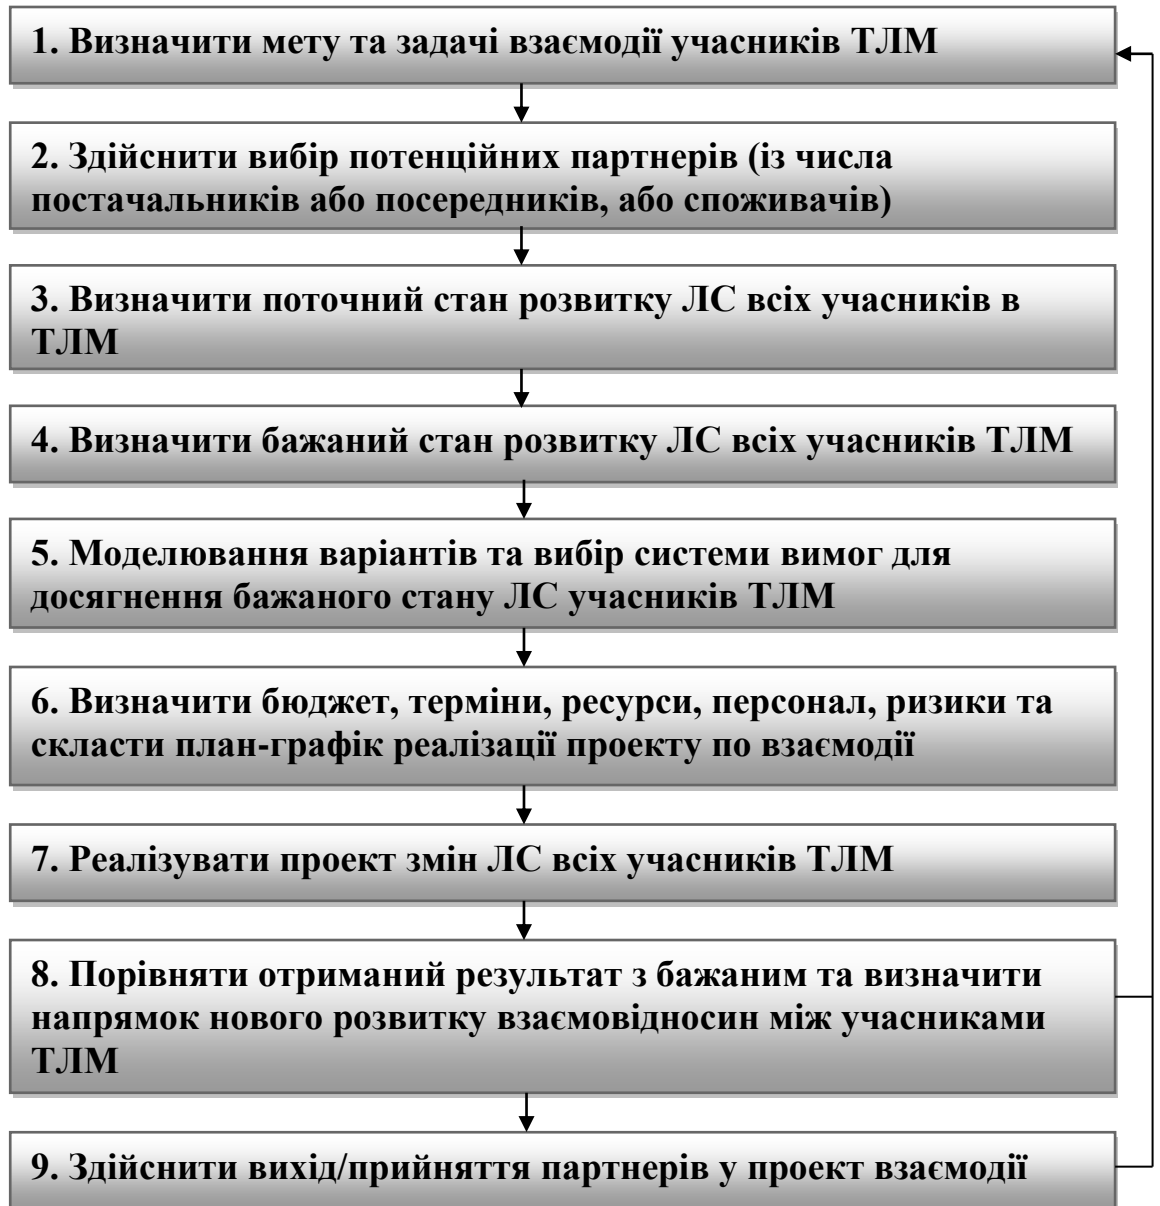 1. Визначити мету та задачі взаємодії учасників ТЛМ
2. Здійснити вибір потенційних партнерів (із числа
постачальників або посередників, або споживачів)
3. Визначити поточний стан розвитку ЛС всіх учасників в
ТЛМ
4. Визначити бажаний стан розвитку ЛС всіх учасників ТЛМ
5. Моделювання варіантів та вибір системи вимог для
досягнення бажаного стану ЛС учасників ТЛМ
6. Визначити бюджет, терміни, ресурси, персонал, ризики та
скласти план-графік реалізації проекту по взаємодії
7. Реалізувати проект змін ЛС всіх учасників ТЛМ
8. Порівняти отриманий результат з бажаним та визначити
напрямок нового розвитку взаємовідносин між учасниками
ТЛМ
9. Здійснити вихід/прийняття партнерів у проект взаємодії